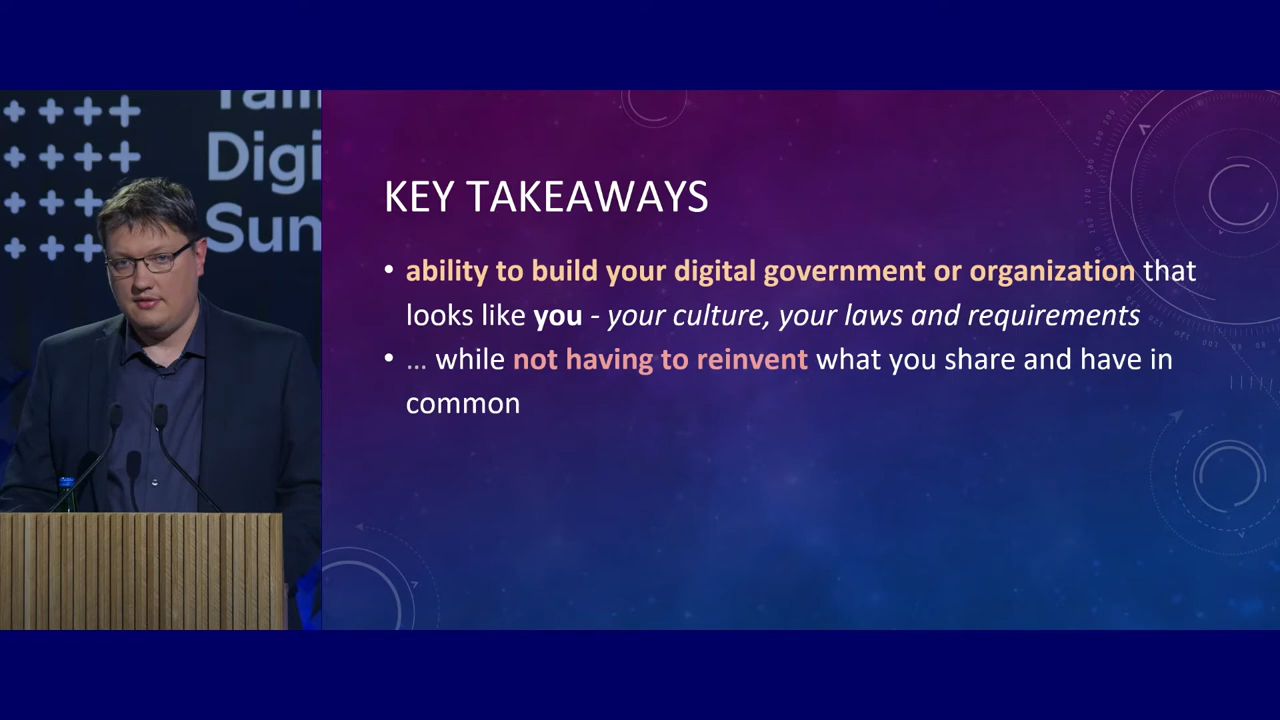 Digi
Sun
KEY TAKEAWAYS
• ability to build your digital government or organization that
looks like you - your culture, your laws and requirements
• ... while not having to reinvent what you share and have in
common